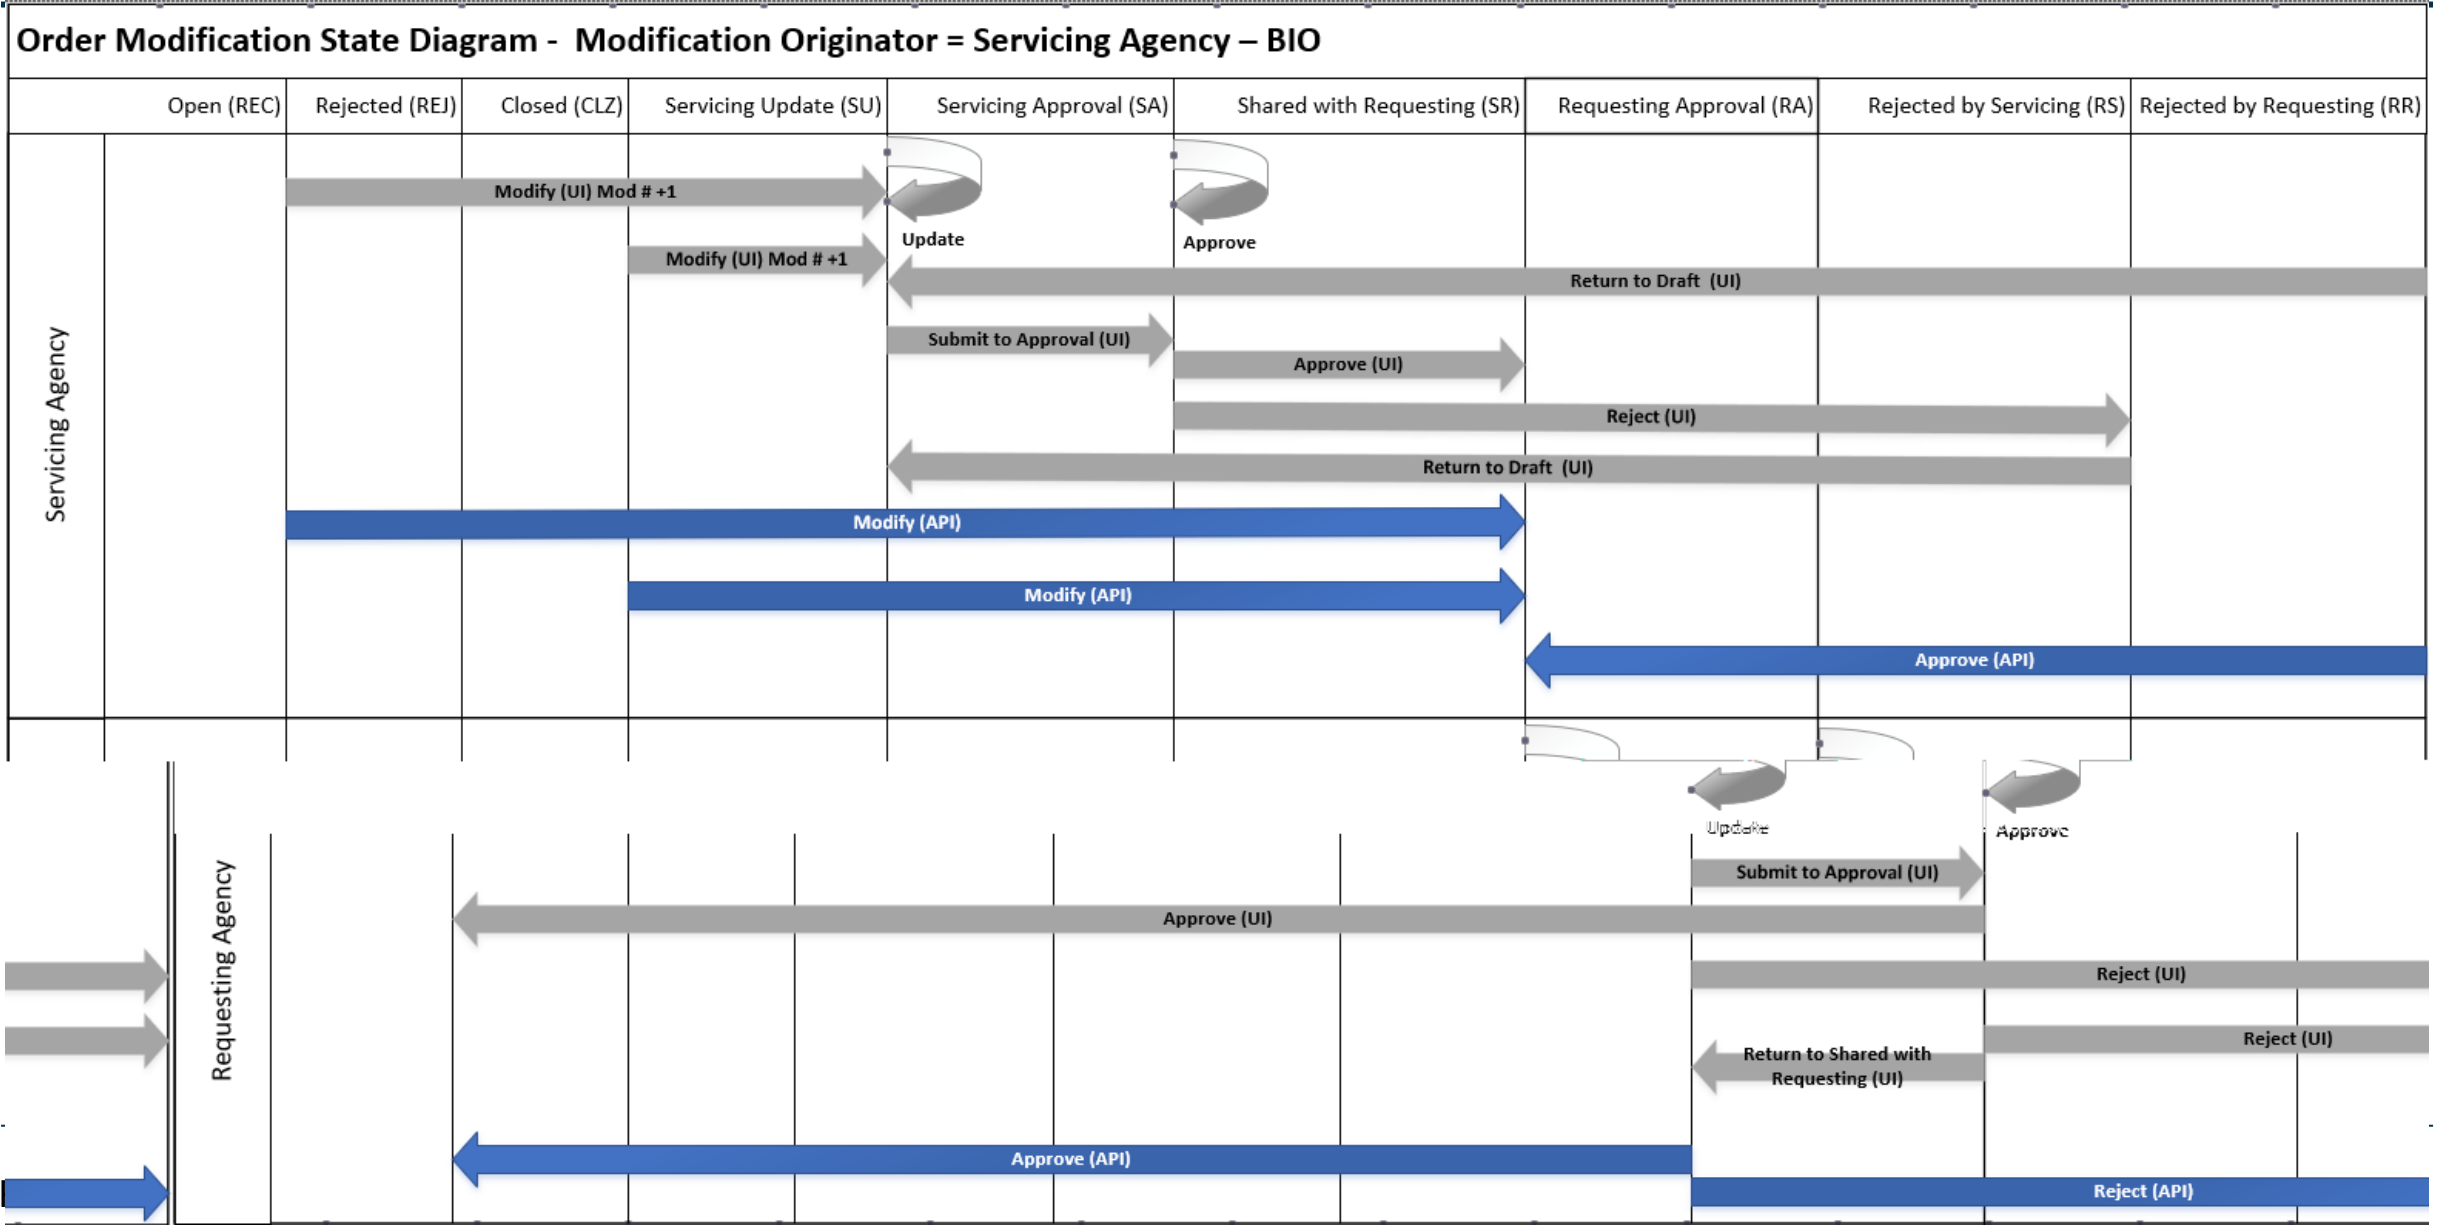 Order Modification State Diagram -  Modification Originator = Servicing Agency – BIO
Open (REC)
Rejected (REJ)
Closed (CLZ)
Servicing Update (SU)
Servicing Approval (SA)
Shared with Requesting (SR)
Requesting Approval (RA)
Rejected by Servicing (RS)
Rejected by Requesting (RR)
Servicing Agency
Modify (UI) Mod # +1
Update
Approve
Modify (UI) Mod # +1
Return to Draft  (UI)
Submit to Approval (UI)
Approve (UI)
Reject (UI)
Return to Draft  (UI)
Modify (API)
Modify (API)
Approve (API)
Requesting Agency
Update
Approve
Submit to Approval (UI)
Approve (UI)
Reject (UI)
Reject (UI)
Return to Shared with
Requesting (UI)
Approve (API)
Reject (API)